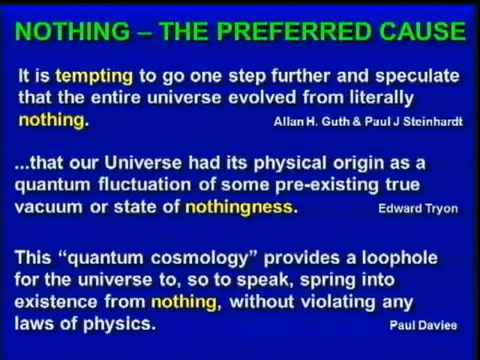 NOTHING – THE PREFERRED CAUSE
It is tempting to go one step further and speculate
that the entire universe evolved from literally
nothing. Allan H. Guth & Paul J Steinhardt
...that our Universe had its physical origin as a
quantum fluctuation of some pre-existing true
vacuum or state of nothingness. Edward Tryon
This “quantum cosmology” provides a loophole
for the universe to, so to speak, spring into
existence from nothing, without violating any
laws of physics. Paul Davies